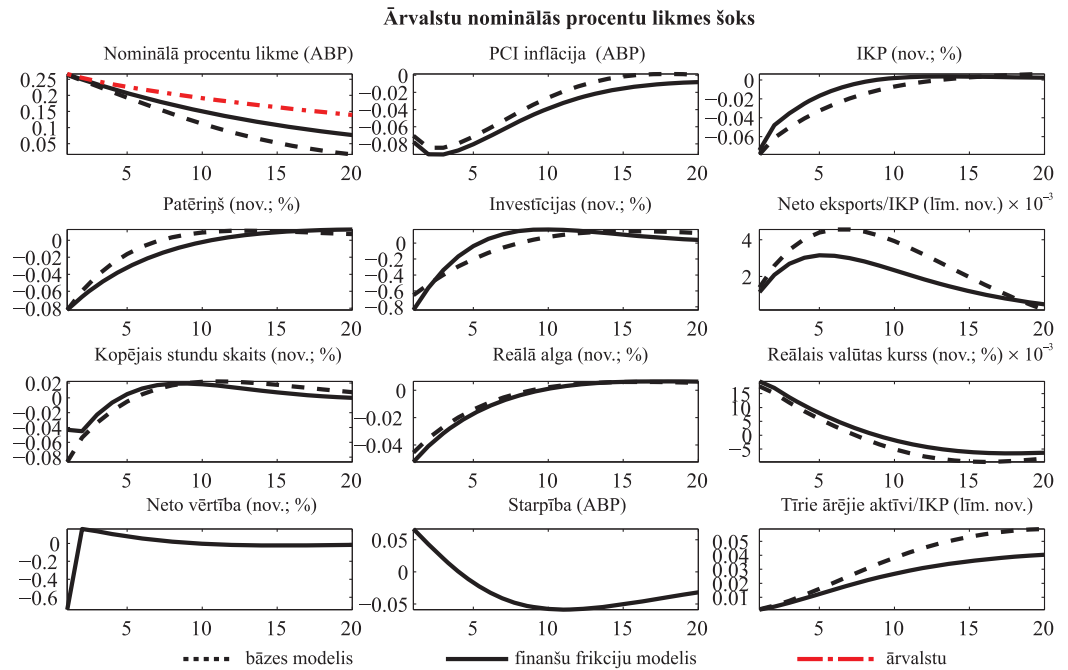 Ārvalstu nominālās procentu likmes šoks
Nominālā procentu likme (ABP)
0.25
0.2
0.15
0.1
0.05
5 10 15 20
PCI inflācija (ABP)
0
−0.02
−0.04
−0.06
−0.08
5 10 15 20
IKP (nov.; %)
0
−0.02
−0.04
−0.06
5 10 15 20
Patēriņš (nov.; %)
0
−0.02
−0.04
−0.06
−0.08
5 10 15 20
Investīcijas (nov.; %)
0
−0.2
−0.4
−0.6
−0.8
5 10 15 20
Neto eksports/IKP (līm. nov.) × 10⁻³
4
2
5 10 15 20
Kopējais stundu skaits (nov.; %)
0.02
0
−0.02
−0.04
−0.06
−0.08
5 10 15 20
Reālā alga (nov.; %)
0
−0.02
−0.04
5 10 15 20
Reālais valūtas kurss (nov.; %) × 10⁻³
15
10
5
0
−5
5 10 15 20
Neto vērtība (nov.; %)
0
−0.2
−0.4
−0.6
5 10 15 20
Starpība (ABP)
0.05
0
−0.05
5 10 15 20
Tīrie ārējie aktīvi/IKP (līm. nov.)
0.05
0.04
0.03
0.02
0.01
5 10 15 20
bāzes modelis finanšu frikciju modelis ārvalstu